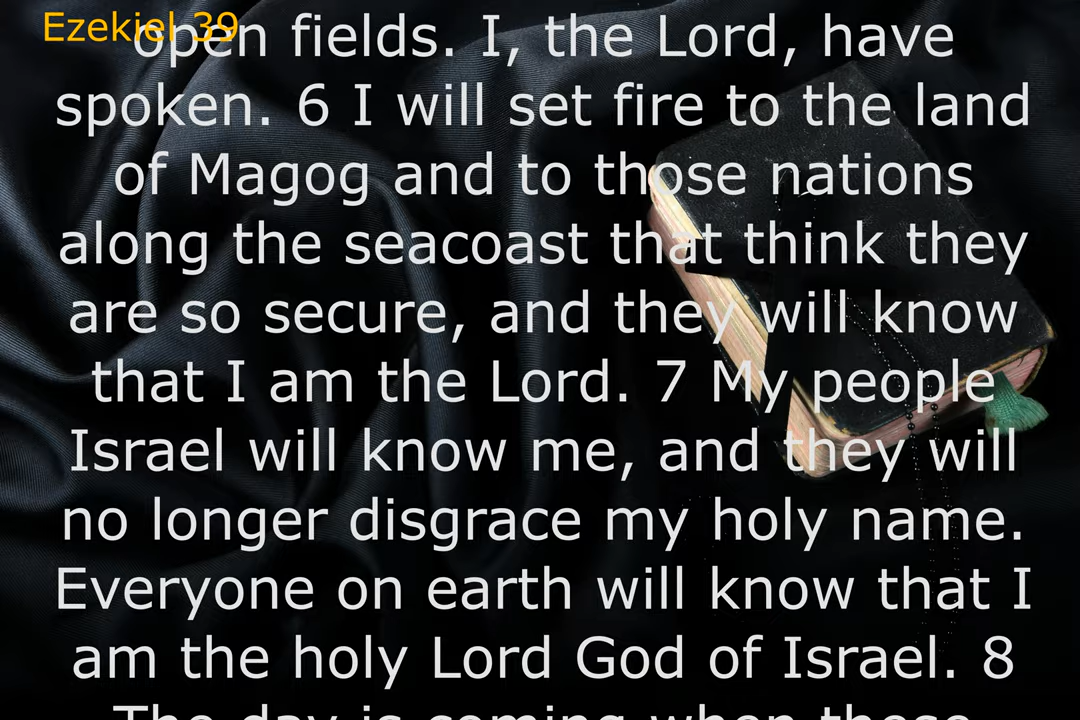 Ezekiel 39
open fields. I, the Lord, have
spoken. 6 I will set fire to the land
of Magog and to those nations
along the seacoast that think they
are so secure, and they will know
that I am the Lord. 7 My people
Israel will know me, and they will
no longer disgrace my holy name.
Everyone on earth will know that I
am the holy Lord God of Israel. 8
The day is coming when these